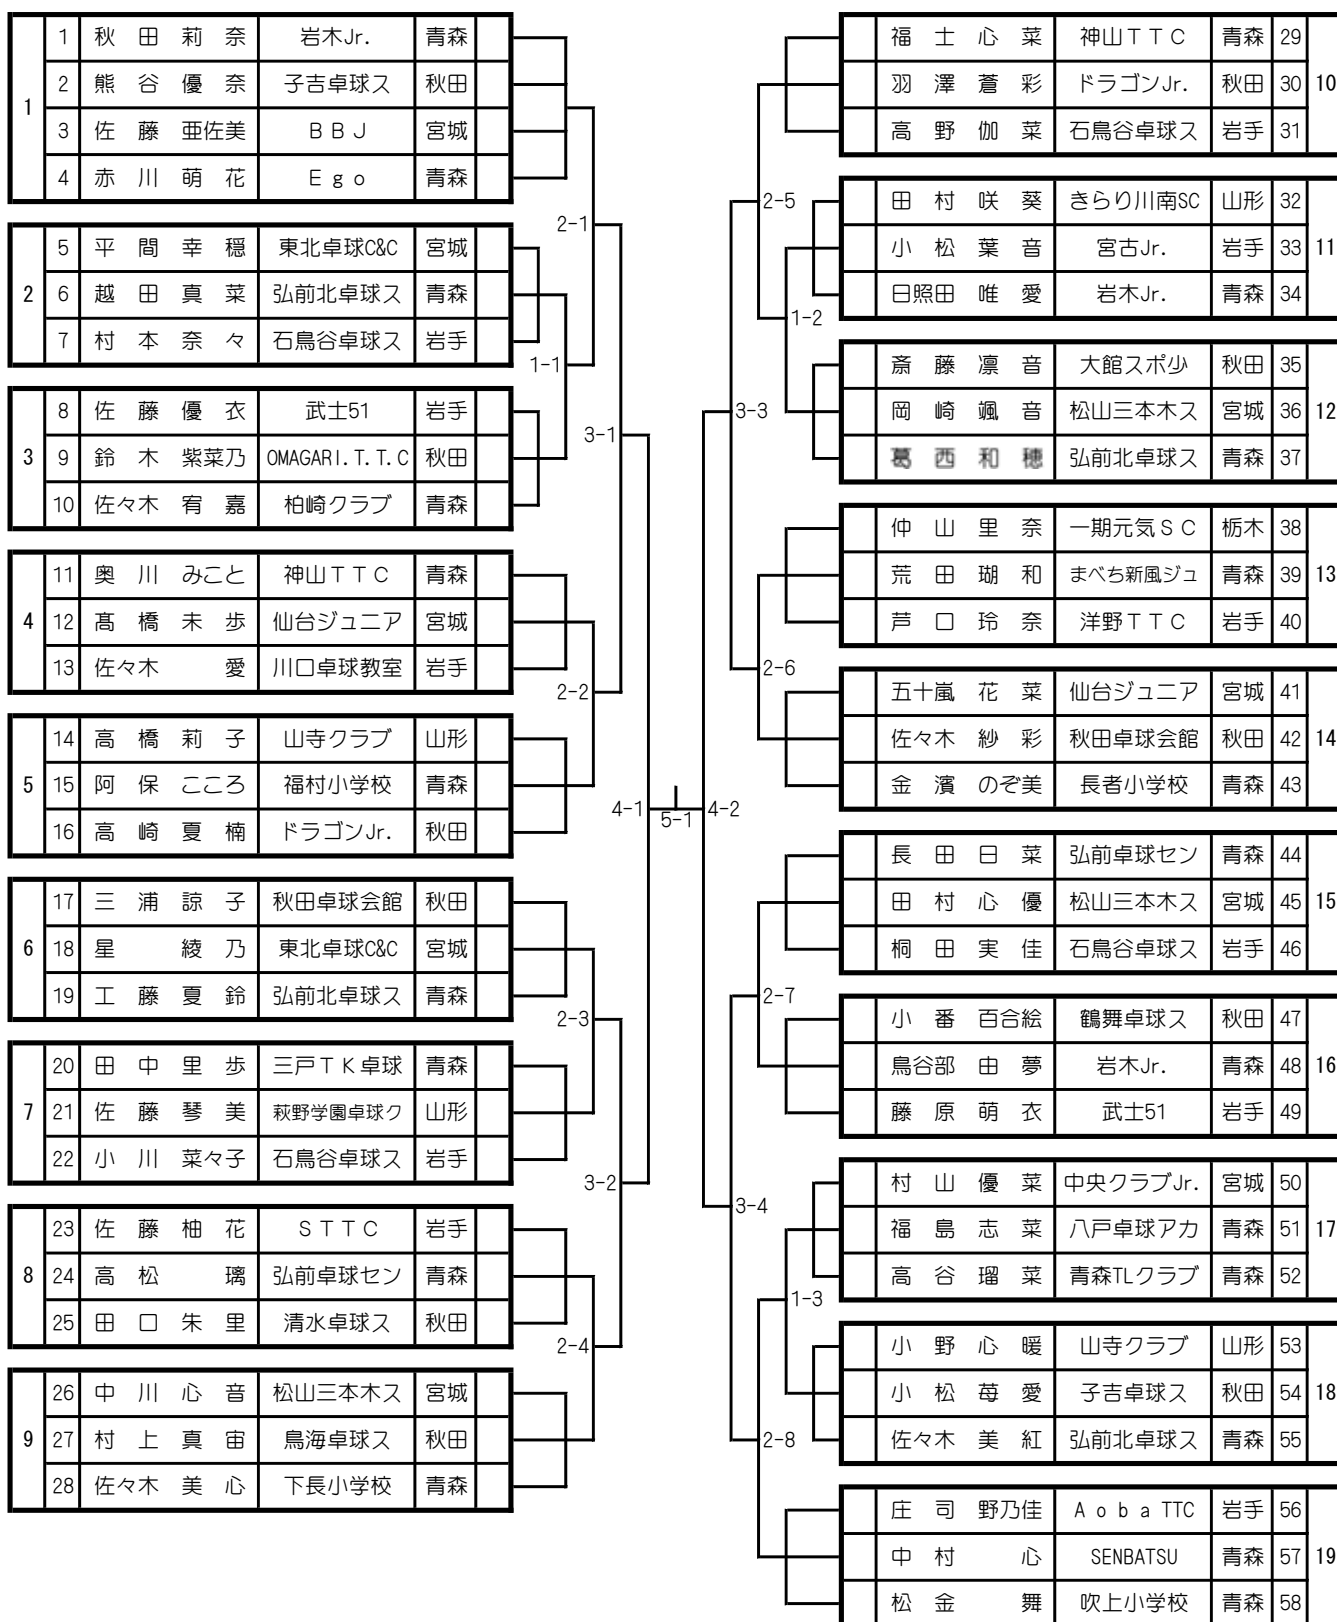 1
1 秋田莉奈 岩木Jr. 青森
2 熊谷優奈 子吉卓球ス 秋田
3 佐藤亜佐美 ＢＢＪ 宮城
4 赤川萌花 Ｅｇｏ 青森
2
5 平間幸穏 東北卓球C&C 宮城
6 越田真菜 弘前北卓球ス 青森
7 村本奈々 石鳥谷卓球ス 岩手
3
8 佐藤優衣 武士51 岩手
9 鈴木紫菜乃 OMAGARI.T.T.C 秋田
10 佐々木宥嘉 柏崎クラブ 青森
4
11 奥川みこと 神山ＴＴＣ 青森
12 髙橋未歩 仙台ジュニア 宮城
13 佐々木愛 川口卓球教室 岩手
5
14 高橋莉子 山寺クラブ 山形
15 阿保こころ 福村小学校 青森
16 高崎夏楠 ドラゴンJr. 秋田
6
17 三浦諒子 秋田卓球会館 秋田
18 星綾乃 東北卓球C&C 宮城
19 工藤夏鈴 弘前北卓球ス 青森
7
20 田中里歩 三戸ＴＫ卓球 青森
21 佐藤琴美 萩野学園卓球ク 山形
22 小川菜々子 石鳥谷卓球ス 岩手
8
23 佐藤柚花 ＳＴＴＣ 岩手
24 高松璃 弘前卓球セン 青森
25 田口朱里 清水卓球ス 秋田
9
26 中川心音 松山三本木ス 宮城
27 村上真宙 鳥海卓球ス 秋田
28 佐々木美心 下長小学校 青森
2-1
1-1
3-1
2-2
4-1
2-3
3-2
2-4
5-1
4-2
2-5
1-2
3-3
2-6
2-7
3-4
1-3
2-8
福士心菜 神山ＴＴＣ 青森 29
羽澤蒼彩 ドラゴンJr. 秋田 30
高野伽菜 石鳥谷卓球ス 岩手 31
10
田村咲葵 きらり川南SC 山形 32
小松葉音 宮古Jr. 岩手 33
日照田唯愛 岩木Jr. 青森 34
11
斎藤凛音 大館スポ少 秋田 35
岡崎颯音 松山三本木ス 宮城 36
葛西和穂 弘前北卓球ス 青森 37
12
仲山里奈 一期元気ＳＣ 栃木 38
荒田瑚和 まべち新風ジュ 青森 39
芦口玲奈 洋野ＴＴＣ 岩手 40
13
五十嵐花菜 仙台ジュニア 宮城 41
佐々木紗彩 秋田卓球会館 秋田 42
金濱のぞ美 長者小学校 青森 43
14
長田日菜 弘前卓球セン 青森 44
田村心優 松山三本木ス 宮城 45
桐田実佳 石鳥谷卓球ス 岩手 46
15
小番百合絵 鶴舞卓球ス 秋田 47
鳥谷部由夢 岩木Jr. 青森 48
藤原萌衣 武士51 岩手 49
16
村山優菜 中央クラブJr. 宮城 50
福島志菜 八戸卓球アカ 青森 51
高谷瑠菜 青森TLクラブ 青森 52
17
小野心暖 山寺クラブ 山形 53
小松苺愛 子吉卓球ス 秋田 54
佐々木美紅 弘前北卓球ス 青森 55
18
庄司野乃佳 Ａｏｂａ TTC 岩手 56
中村心 SENBATSU 青森 57
松金舞 吹上小学校 青森 58
19